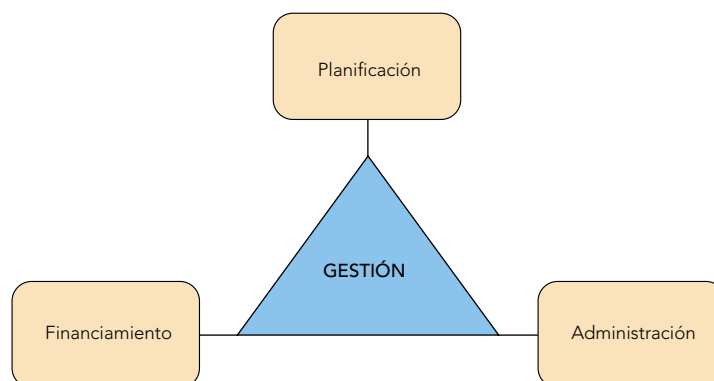 Planificación
GESTIÓN
Financiamiento
Administración